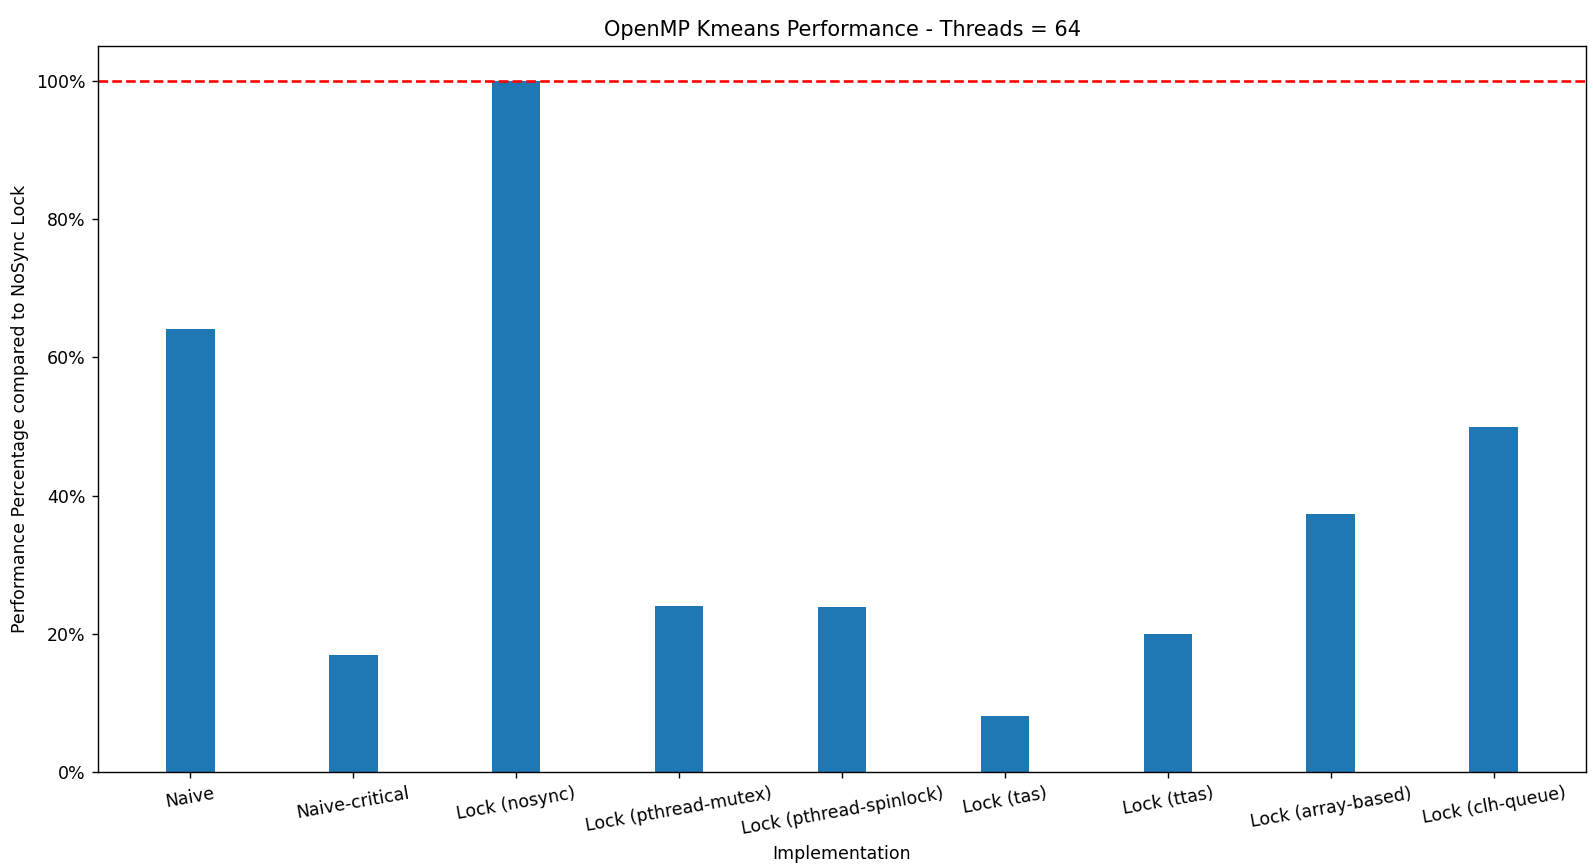 OpenMP Kmeans Performance - Threads = 64
Performance Percentage compared to NoSync Lock
100%
80%
60%
40%
20%
0%
Naive
Naive-critical
Lock (nosync)
Lock (pthread-mutex)
Lock (pthread-spinlock)
Lock (tas)
Lock (ttas)
Lock (array-based)
Lock (clh-queue)
Implementation